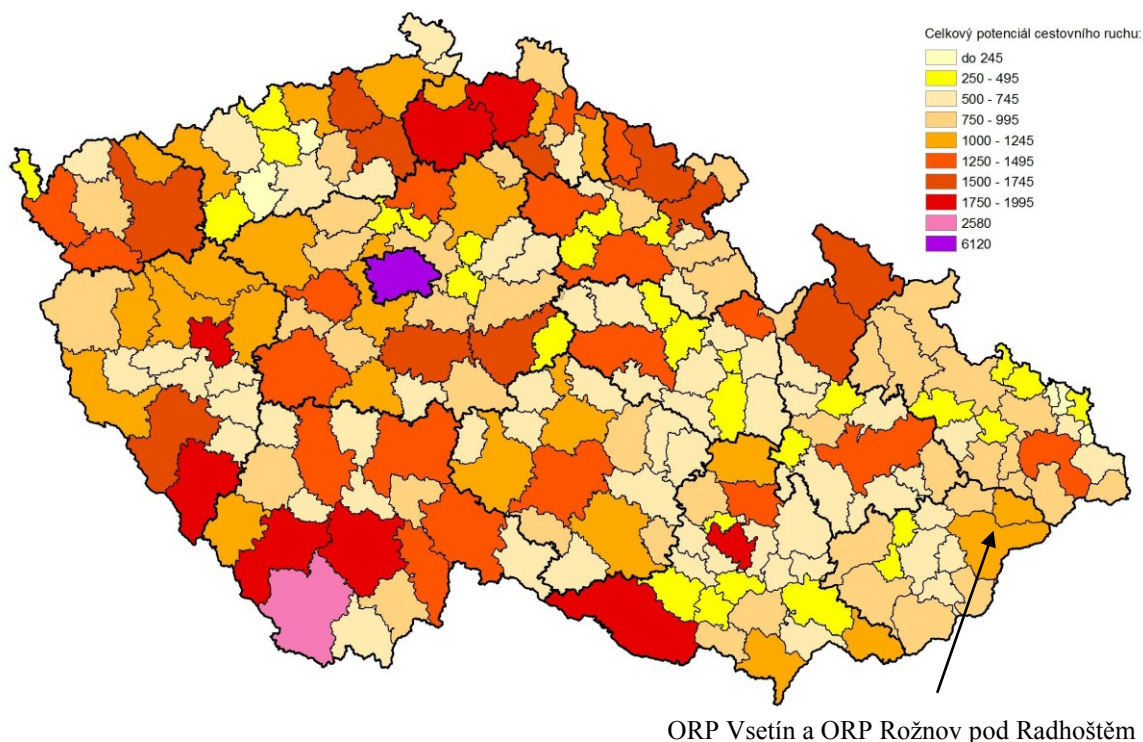 Celkový potenciál cestovního ruchu:
do 245
250 - 495
500 - 745
750 - 995
1000 - 1245
1250 - 1495
1500 - 1745
1750 - 1995
2580
6120
ORP Vsetín a ORP Rožnov pod Radhoštěm